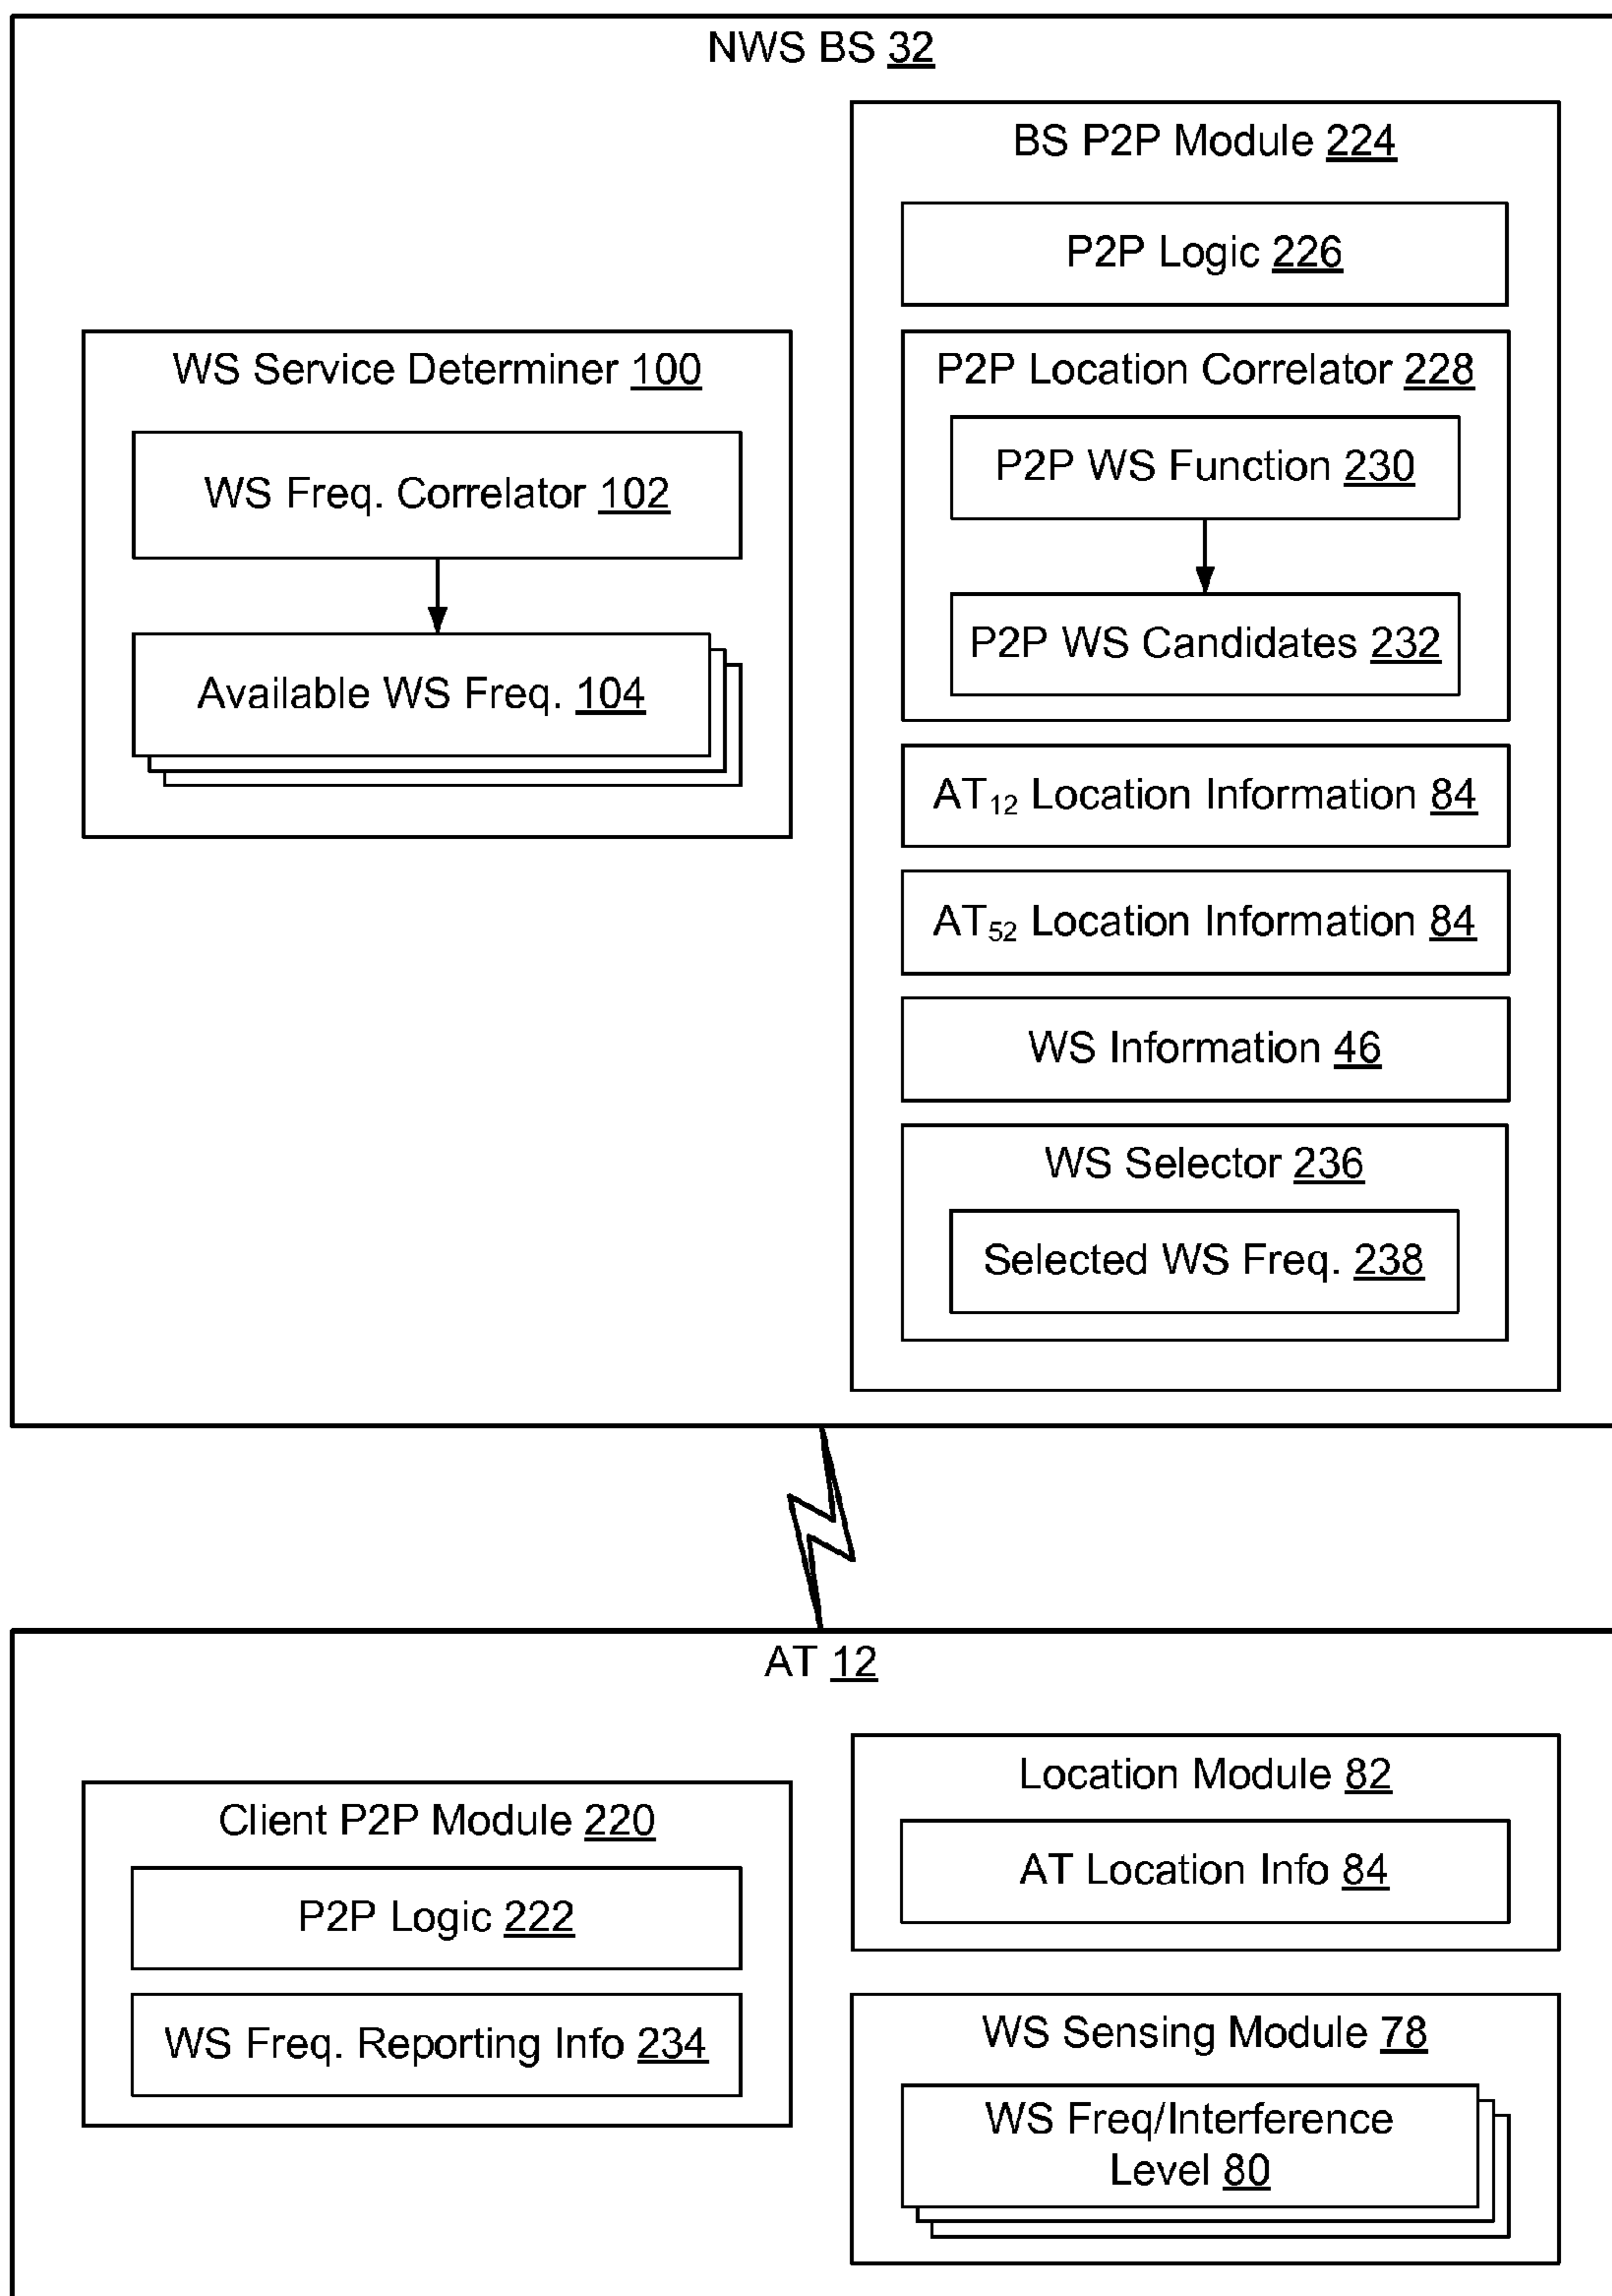 NWS BS 32
WS Service Determiner 100
WS Freq. Correlator 102
Available WS Freq. 104
BS P2P Module 224
P2P Logic 226
P2P Location Correlator 228
P2P WS Function 230
P2P WS Candidates 232
AT12 Location Information 84
AT52 Location Information 84
WS Information 46
WS Selector 236
Selected WS Freq. 238
AT 12
Client P2P Module 220
P2P Logic 222
WS Freq. Reporting Info 234
Location Module 82
AT Location Info 84
WS Sensing Module 78
WS Freq/Interference
Level 80